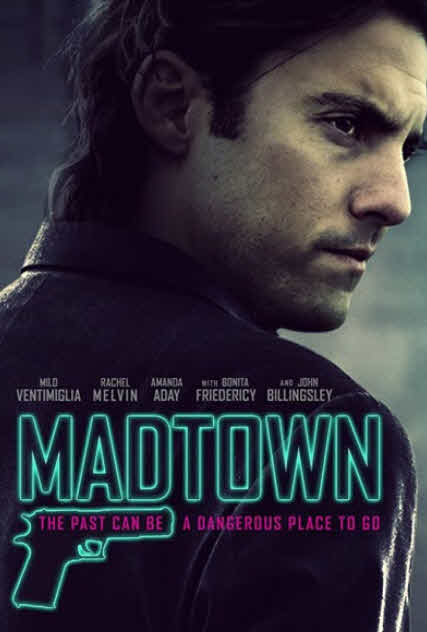 MILO RACHEL AMANDA WITH BONITA AND JOHN
VENTIMIGLIA MELVIN ADAY FRIEDERICY BILLINGSLEY
MADTOWN
THE PAST CAN BE A DANGEROUS PLACE TO GO